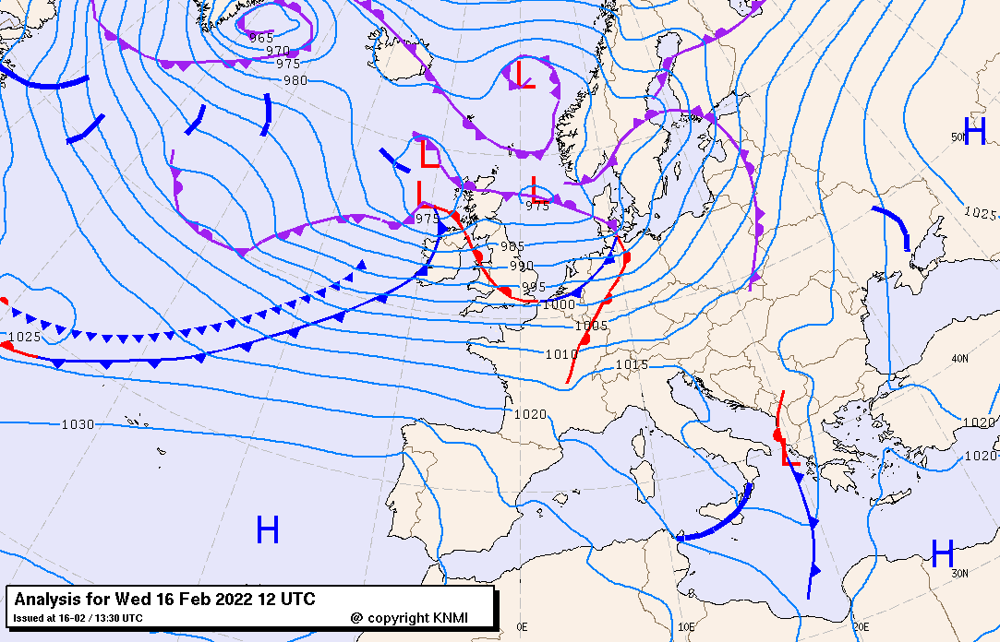 965
970
975
980
H
50N
L
L
L
L
975
975
1025
985
990
995
1000
1005
1010
1015
1025
40N
1020
1030
1020
1020
L
H
H
30N
Analysis for Wed 16 Feb 2022 12 UTC
Issued at 16-02 / 13:30 UTC
@ copyright KNMI
0E
10E
20E